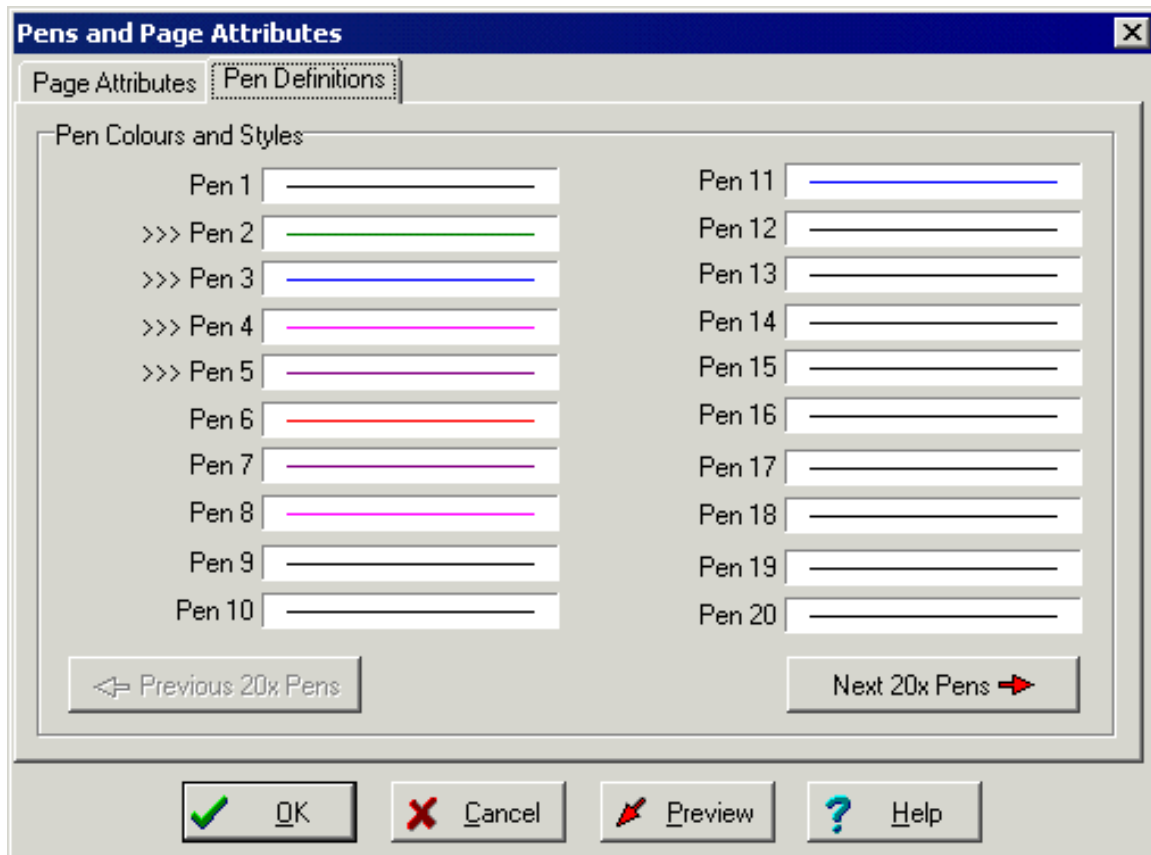 Pens and Page Attributes
Page Attributes
Pen Definitions
Pen Colours and Styles
Pen 1
>>> Pen 2
>>> Pen 3
>>> Pen 4
>>> Pen 5
Pen 6
Pen 7
Pen 8
Pen 9
Pen 10
Pen 11
Pen 12
Pen 13
Pen 14
Pen 15
Pen 16
Pen 17
Pen 18
Pen 19
Pen 20
Previous 20x Pens
Next 20x Pens
OK
Cancel
Preview
? Help